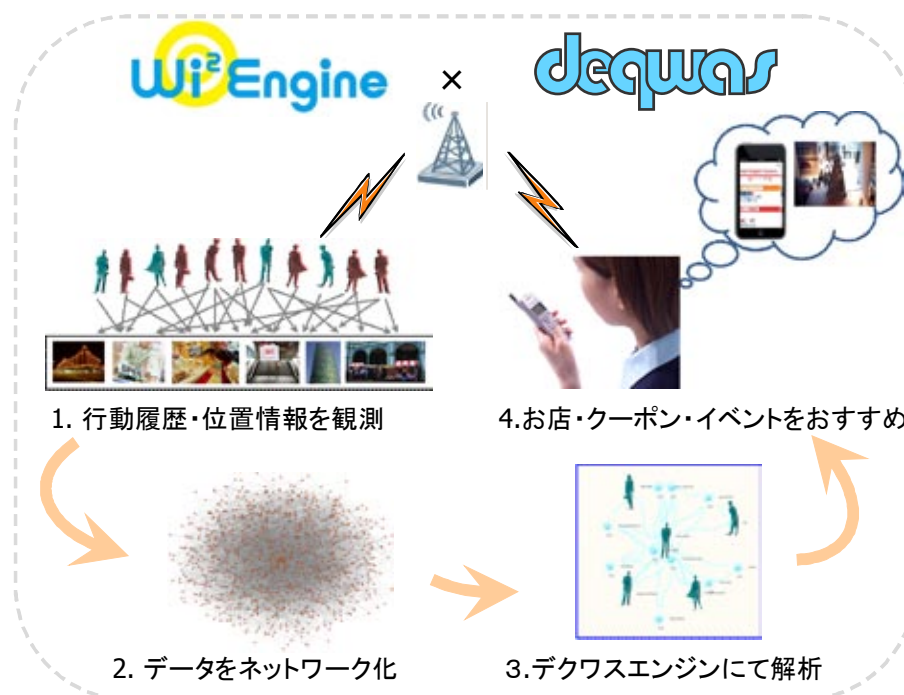 Wi² Engine
×
deqwas
1. 行動履歴・位置情報を観測
4.お店・クーポン・イベントをおすすめ
2. データをネットワーク化
３.デクワスエンジンにて解析